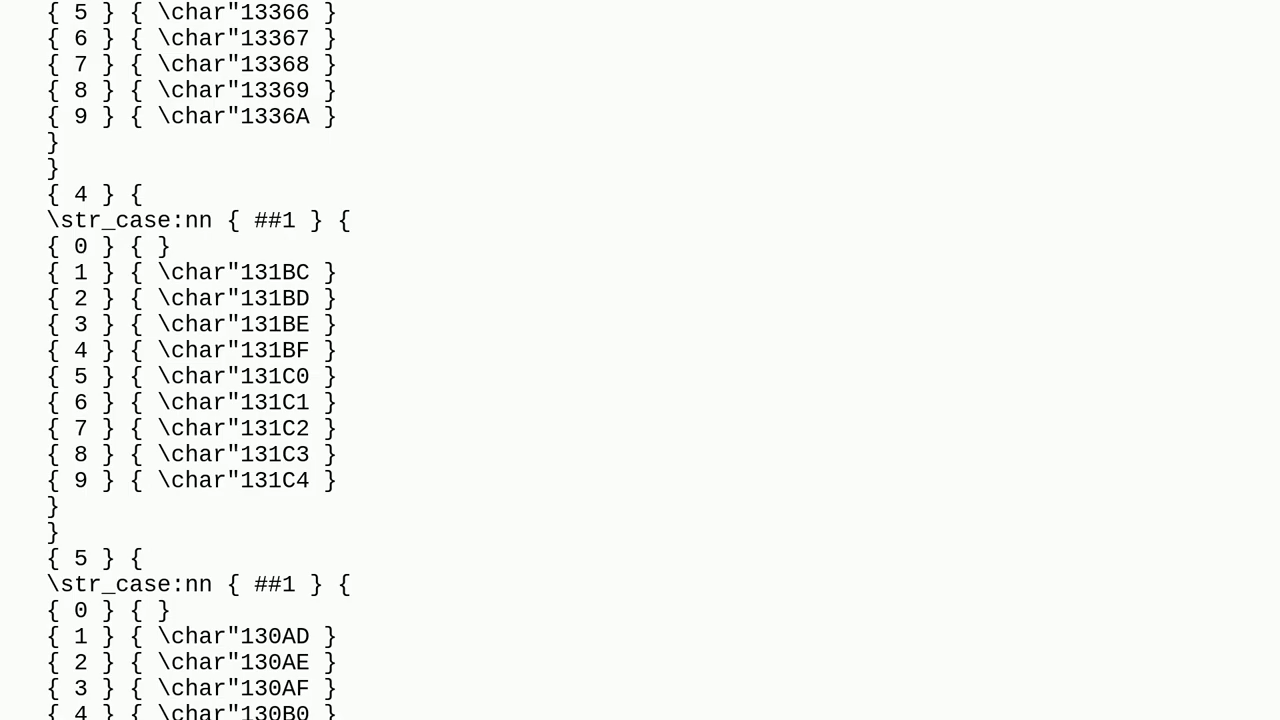 { 5 } { \char"13366 }
{ 6 } { \char"13367 }
{ 7 } { \char"13368 }
{ 8 } { \char"13369 }
{ 9 } { \char"1336A }
}
}
{ 4 } {
\str_case:nn { ##1 } {
{ 0 } { }
{ 1 } { \char"131BC }
{ 2 } { \char"131BD }
{ 3 } { \char"131BE }
{ 4 } { \char"131BF }
{ 5 } { \char"131C0 }
{ 6 } { \char"131C1 }
{ 7 } { \char"131C2 }
{ 8 } { \char"131C3 }
{ 9 } { \char"131C4 }
}
}
{ 5 } {
\str_case:nn { ##1 } {
{ 0 } { }
{ 1 } { \char"130AD }
{ 2 } { \char"130AE }
{ 3 } { \char"130AF }
{ 4 } { \char"130B0 }